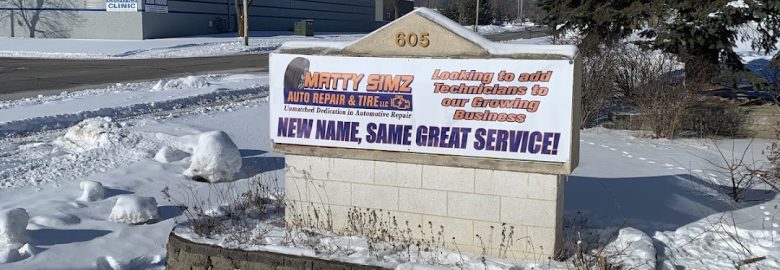 CLINIC
605
MATTY SIMZ
AUTO REPAIR & TIRE LLC
Unmatched Dedication in Automotive Repair
Looking to add
Technicians to
our Growing
Business
NEW NAME, SAME GREAT SERVICE!